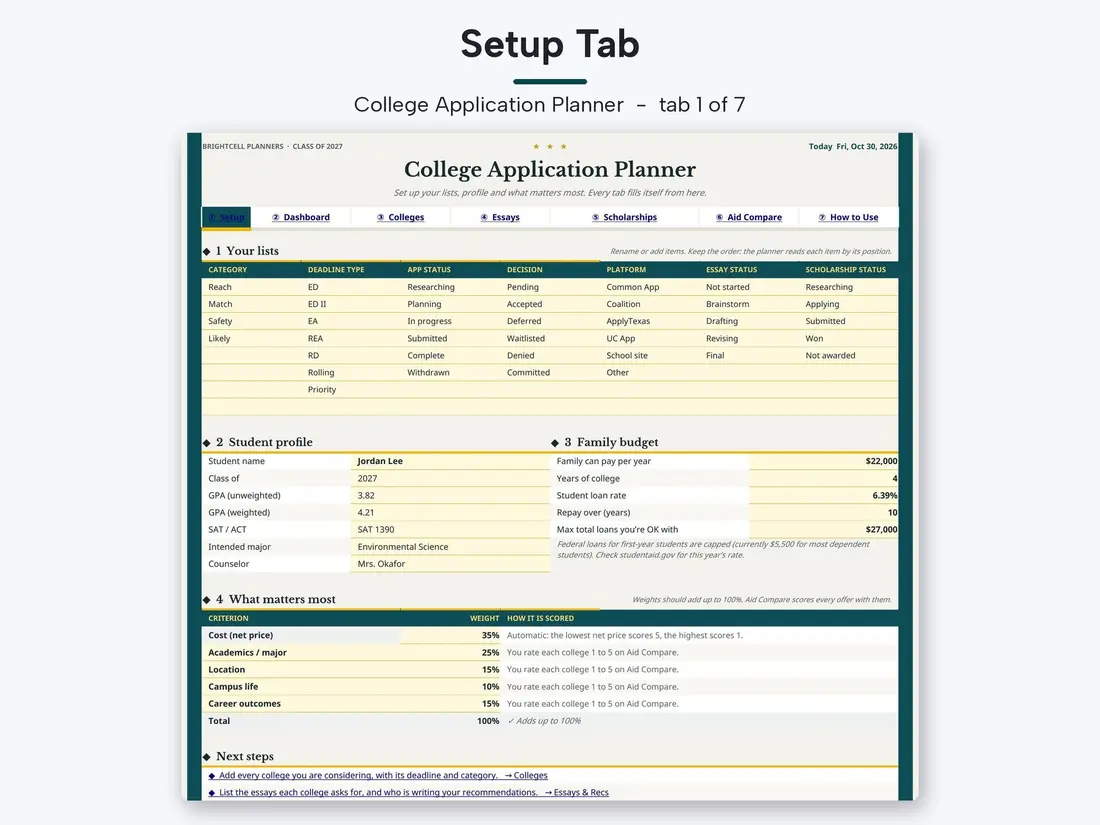 Setup Tab
College Application Planner – tab 1 of 7
BRIGHTCELL PLANNERS · CLASS OF 2027
★ ★ ★
Today Fri, Oct 30, 2026
College Application Planner
Set up your lists, profile and what matters most. Every tab fills itself from here.
① Setup ② Dashboard ③ Colleges ④ Essays ⑤ Scholarships ⑥ Aid Compare ⑦ How to Use
◆ 1 Your lists
Rename or add items. Keep the order: the planner reads each item by its position.
CATEGORY DEADLINE TYPE APP STATUS DECISION PLATFORM ESSAY STATUS SCHOLARSHIP STATUS
Reach ED Researching Pending Common App Not started Researching
Match ED II Planning Accepted Coalition Brainstorm Applying
Safety EA In progress Deferred ApplyTexas Drafting Submitted
Likely REA Submitted Waitlisted UC App Revising Won
RD Complete Denied School site Final Not awarded
Rolling Withdrawn Committed Other
Priority
◆ 2 Student profile
Student name Jordan Lee
Class of 2027
GPA (unweighted) 3.82
GPA (weighted) 4.21
SAT / ACT SAT 1390
Intended major Environmental Science
Counselor Mrs. Okafor
◆ 3 Family budget
Family can pay per year $22,000
Years of college 4
Student loan rate 6.39%
Repay over (years) 10
Max total loans you're OK with $27,000
Federal loans for first-year students are capped (currently $5,500 for most dependent
students). Check studentaid.gov for this year's rate.
◆ 4 What matters most
Weights should add up to 100%. Aid Compare scores every offer with them.
CRITERION WEIGHT HOW IT IS SCORED
Cost (net price) 35% Automatic: the lowest net price scores 5, the highest scores 1.
Academics / major 25% You rate each college 1 to 5 on Aid Compare.
Location 15% You rate each college 1 to 5 on Aid Compare.
Campus life 10% You rate each college 1 to 5 on Aid Compare.
Career outcomes 15% You rate each college 1 to 5 on Aid Compare.
Total 100% ✓ Adds up to 100%
◆ Next steps
◆ Add every college you are considering, with its deadline and category. → Colleges
◆ List the essays each college asks for, and who is writing your recommendations. → Essays & Recs